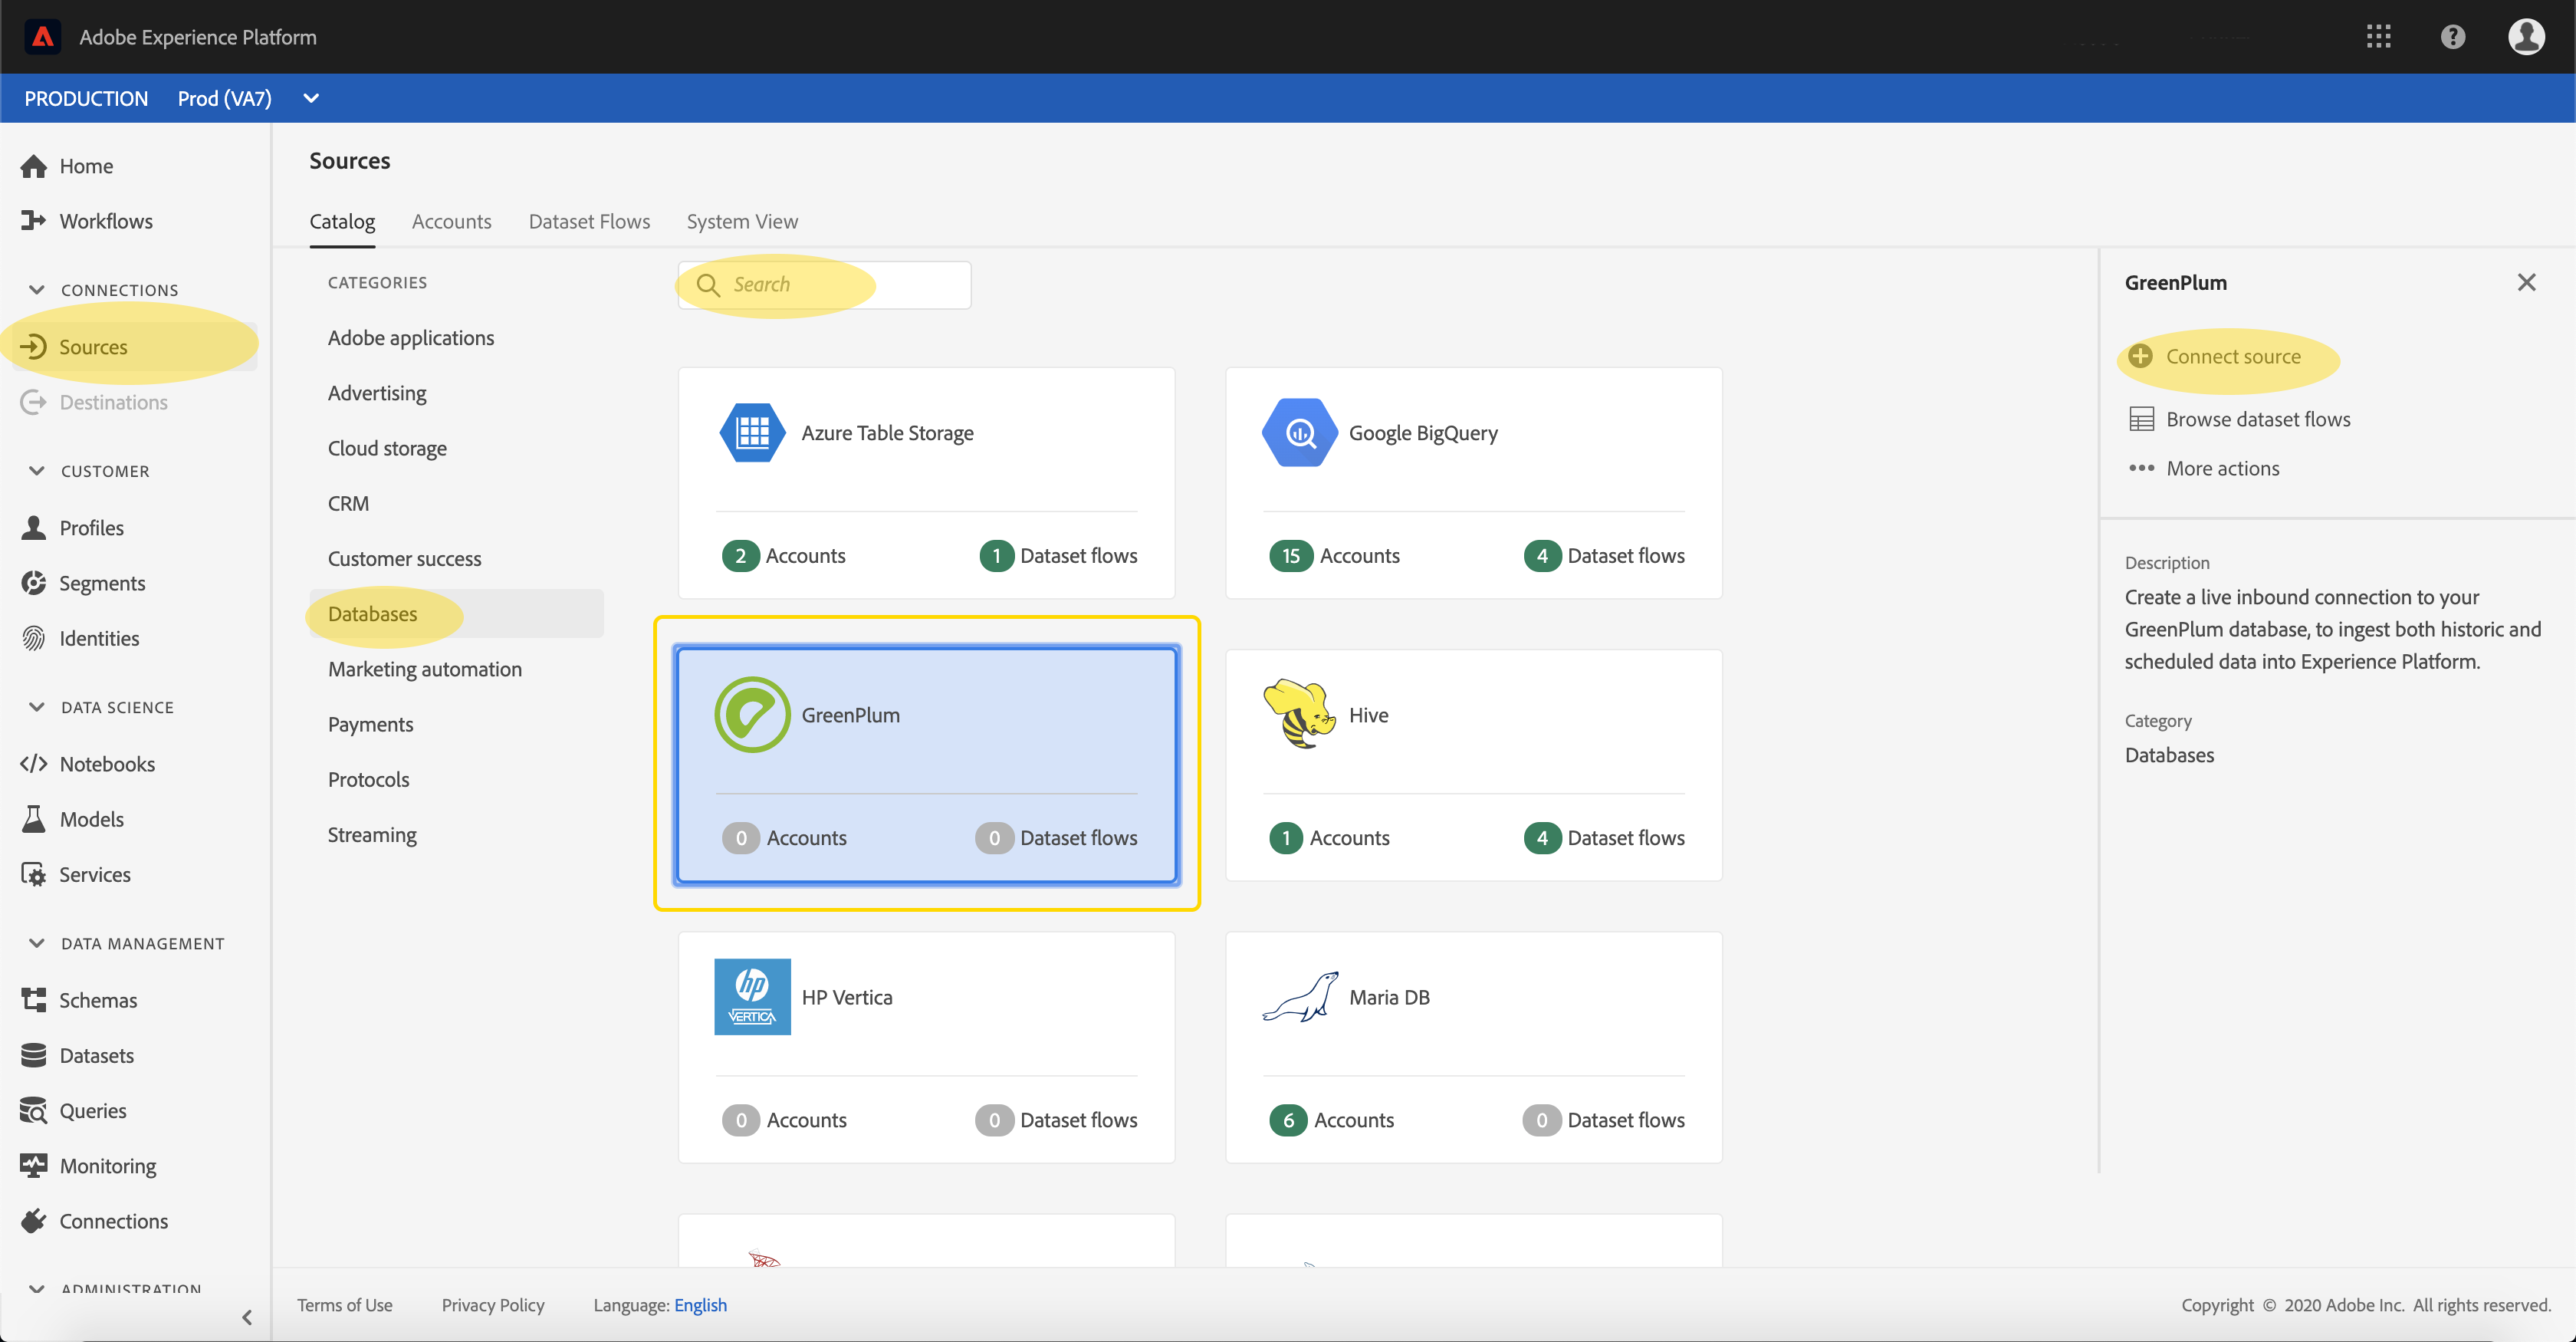 Adobe Experience Platform
PRODUCTION Prod (VA7)
Home
Workflows
CONNECTIONS
Sources
Destinations
CUSTOMER
Profiles
Segments
Identities
DATA SCIENCE
Notebooks
Models
Services
DATA MANAGEMENT
Schemas
Datasets
Queries
Monitoring
Connections
ADMINISTRATION
Sources
Catalog Accounts Dataset Flows System View
CATEGORIES
Adobe applications
Advertising
Cloud storage
CRM
Customer success
Databases
Marketing automation
Payments
Protocols
Streaming
Search
Azure Table Storage
2 Accounts 1 Dataset flows
Google BigQuery
15 Accounts 4 Dataset flows
GreenPlum
0 Accounts 0 Dataset flows
Hive
1 Accounts 4 Dataset flows
hp
VERTICA
HP Vertica
0 Accounts 0 Dataset flows
Maria DB
6 Accounts 0 Dataset flows
GreenPlum
Connect source
Browse dataset flows
More actions
Description
Create a live inbound connection to your
GreenPlum database, to ingest both historic and
scheduled data into Experience Platform.
Category
Databases
Terms of Use Privacy Policy Language: English
Copyright © 2020 Adobe Inc. All rights reserved.